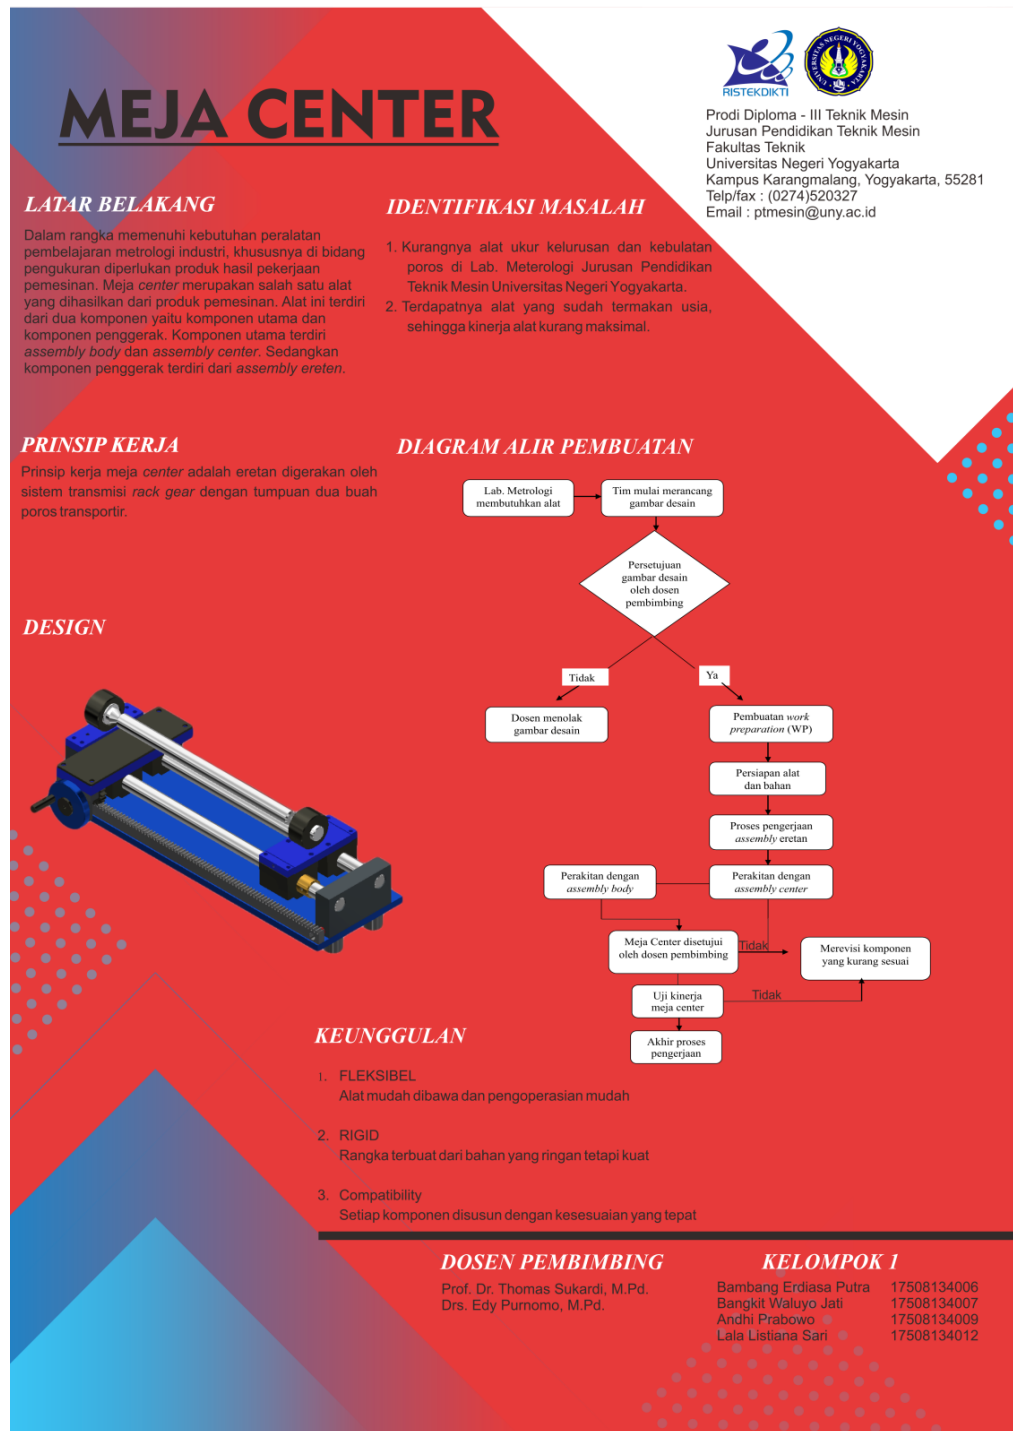 MEJA CENTER
RISTEKDIKTI
UNIVERSITAS NEGERI YOGYAKARTA
Prodi Diploma - III Teknik Mesin
Jurusan Pendidikan Teknik Mesin
Fakultas Teknik
Universitas Negeri Yogyakarta
Kampus Karangmalang, Yogyakarta, 55281
Telp/fax : (0274)520327
Email : ptmesin@uny.ac.id
LATAR BELAKANG
Dalam rangka memenuhi kebutuhan peralatan
pembelajaran metrologi industri, khususnya di bidang
pengukuran diperlukan produk hasil pekerjaan
pemesinan. Meja center merupakan salah satu alat
yang dihasilkan dari produk pemesinan. Alat ini terdiri
dari dua komponen yaitu komponen utama dan
komponen penggerak. Komponen utama terdiri
assembly body dan assembly center. Sedangkan
komponen penggerak terdiri dari assembly ereten.
IDENTIFIKASI MASALAH
1. Kurangnya alat ukur kelurusan dan kebulatan
poros di Lab. Meterologi Jurusan Pendidikan
Teknik Mesin Universitas Negeri Yogyakarta.
2. Terdapatnya alat yang sudah termakan usia,
sehingga kinerja alat kurang maksimal.
PRINSIP KERJA
Prinsip kerja meja center adalah eretan digerakan oleh
sistem transmisi rack gear dengan tumpuan dua buah
poros transportir.
DESIGN
DIAGRAM ALIR PEMBUATAN
Lab. Metrologi
membutuhkan alat
Tim mulai merancang
gambar desain
Persetujuan
gambar desain
oleh dosen
pembimbing
Tidak
Ya
Dosen menolak
gambar desain
Pembuatan work
preparation (WP)
Persiapan alat
dan bahan
Proses pengerjaan
assembly eretan
Perakitan dengan
assembly body
Perakitan dengan
assembly center
Meja Center disetujui
oleh dosen pembimbing
Tidak
Merevisi komponen
yang kurang sesuai
Uji kinerja
meja center
Tidak
Akhir proses
pengerjaan
KEUNGGULAN
1. FLEKSIBEL
Alat mudah dibawa dan pengoperasian mudah
2. RIGID
Rangka terbuat dari bahan yang ringan tetapi kuat
3. Compatibility
Setiap komponen disusun dengan kesesuaian yang tepat
DOSEN PEMBIMBING
Prof. Dr. Thomas Sukardi, M.Pd.
Drs. Edy Purnomo, M.Pd.
KELOMPOK 1
Bambang Erdiasa Putra 17508134006
Bangkit Waluyo Jati 17508134007
Andhi Prabowo 17508134009
Lala Listiana Sari 17508134012